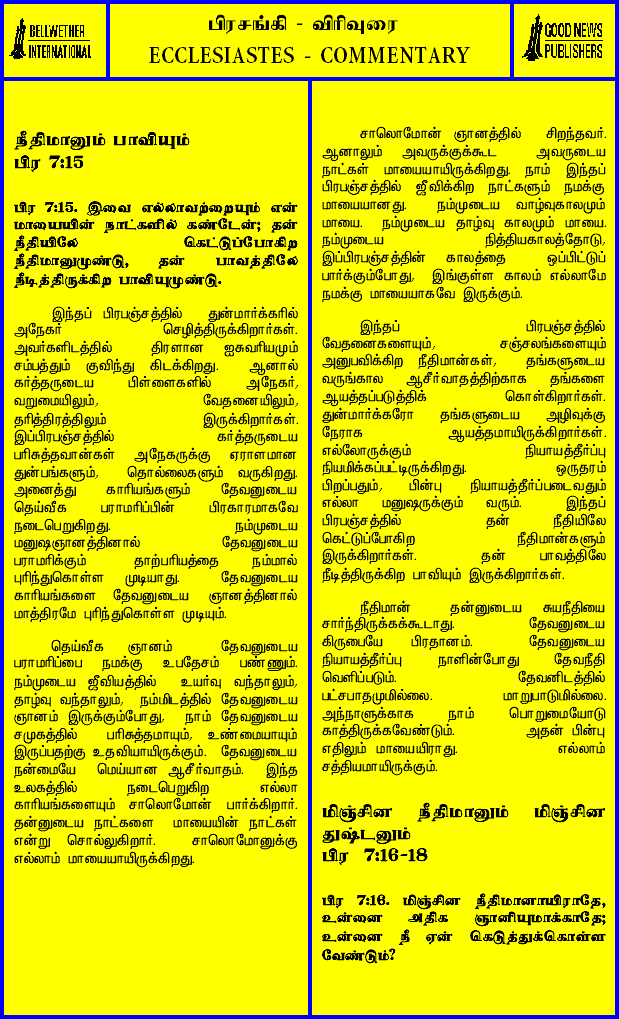 BELLWETHER
INTERNATIONAL
பிரசங்கி - விரிவுரை
ECCLESIASTES - COMMENTARY
GOOD NEWS
PUBLISHERS
நீதிமானும் பாவியும்
பிர 7:15
பிர 7:15. இவை எல்லாவற்றையும் என்
மாயையின் நாட்களில் கண்டேன்; தன்
நீதியிலே கெட்டுப்போகிற
நீதிமானுமுண்டு, தன் பாவத்திலே
நீடித்திருக்கிற பாவியுமுண்டு.
இந்தப் பிரபஞ்சத்தில் துன்மார்க்கரில்
அநேகர் செழித்திருக்கிறார்கள்.
அவர்களிடத்தில் திரளான ஐசுவரியமும்
சம்பத்தும் குவிந்து கிடக்கிறது. ஆனால்
கர்த்தருடைய பிள்ளைகளில் அநேகர்,
வறுமையிலும், வேதனையிலும்,
தரித்திரத்திலும் இருக்கிறார்கள்.
இப்பிரபஞ்சத்தில் கர்த்தருடைய
பரிசுத்தவான்கள் அநேகருக்கு ஏராளமான
துன்பங்களும், தொல்லைகளும் வருகிறது.
அனைத்து காரியங்களும் தேவனுடைய
தெய்வீக பராமரிப்பின் பிரகாரமாகவே
நடைபெறுகிறது. நம்முடைய
மனுஷஞானத்தினால் தேவனுடைய
பராமரிக்கும் தாற்பரியத்தை நம்மால்
புரிந்துகொள்ள முடியாது. தேவனுடைய
காரியங்களை தேவனுடைய ஞானத்தினால்
மாத்திரமே புரிந்துகொள்ள முடியும்.
தெய்வீக ஞானம் தேவனுடைய
பராமரிப்பை நமக்கு உபதேசம் பண்ணும்.
நம்முடைய ஜீவியத்தில் உயர்வு வந்தாலும்,
தாழ்வு வந்தாலும், நம்மிடத்தில் தேவனுடைய
ஞானம் இருக்கும்போது, நாம் தேவனுடைய
சமுகத்தில் பரிசுத்தமாயும், உண்மையாயும்
இருப்பதற்கு உதவியாயிருக்கும். தேவனுடைய
நன்மையே மெய்யான ஆசீர்வாதம். இந்த
உலகத்தில் நடைபெறுகிற எல்லா
காரியங்களையும் சாலொமோன் பார்க்கிறார்.
தன்னுடைய நாட்களை மாயையின் நாட்கள்
என்று சொல்லுகிறார். சாலொமோனுக்கு
எல்லாம் மாயையாயிருக்கிறது.
சாலொமோன் ஞானத்தில் சிறந்தவர்.
ஆனாலும் அவருக்குக்கூட அவருடைய
நாட்கள் மாயையாயிருக்கிறது. நாம் இந்தப்
பிரபஞ்சத்தில் ஜீவிக்கிற நாட்களும் நமக்கு
மாயையானது. நம்முடைய வாழ்வுகாலமும்
மாயை. நம்முடைய தாழ்வு காலமும் மாயை.
நம்முடைய நித்தியகாலத்தோடு,
இப்பிரபஞ்சத்தின் காலத்தை ஒப்பிட்டுப்
பார்க்கும்போது, இங்குள்ள காலம் எல்லாமே
நமக்கு மாயையாகவே இருக்கும்.
இந்தப் பிரபஞ்சத்தில்
வேதனைகளையும், சஞ்சலங்களையும்
அனுபவிக்கிற நீதிமான்கள், தங்களுடைய
வருங்கால ஆசீர்வாதத்திற்காக தங்களை
ஆயத்தப்படுத்திக் கொள்கிறார்கள்.
துன்மார்க்கரோ தங்களுடைய அழிவுக்கு
நேராக ஆயத்தமாயிருக்கிறார்கள்.
எல்லோருக்கும் நியாயத்தீர்ப்பு
நியமிக்கப்பட்டிருக்கிறது. ஒருதரம்
பிறப்பதும், பின்பு நியாயத்தீர்ப்படைவதும்
எல்லா மனுஷருக்கும் வரும். இந்தப்
பிரபஞ்சத்தில் தன் நீதியிலே
கெட்டுப்போகிற நீதிமான்களும்
இருக்கிறார்கள். தன் பாவத்திலே
நீடித்திருக்கிற பாவியும் இருக்கிறார்கள்.
நீதிமான் தன்னுடைய சுயநீதியை
சார்ந்திருக்கக்கூடாது. தேவனுடைய
கிருபையே பிரதானம். தேவனுடைய
நியாயத்தீர்ப்பு நாளின்போது தேவநீதி
வெளிப்படும். தேவனிடத்தில்
பட்சபாதமுமில்லை. மாறுபாடுமில்லை.
அந்நாளுக்காக நாம் பொறுமையோடு
காத்திருக்கவேண்டும். அதன் பின்பு
எதிலும் மாயையிராது. எல்லாம்
சத்தியமாயிருக்கும்.
மிஞ்சின நீதிமானும் மிஞ்சின
துஷ்டனும்
பிர 7:16-18
பிர 7:16. மிஞ்சின நீதிமானாயிராதே,
உன்னை அதிக ஞானியுமாக்காதே;
உன்னை நீ ஏன் கெடுத்துக்கொள்ள
வேண்டும்?